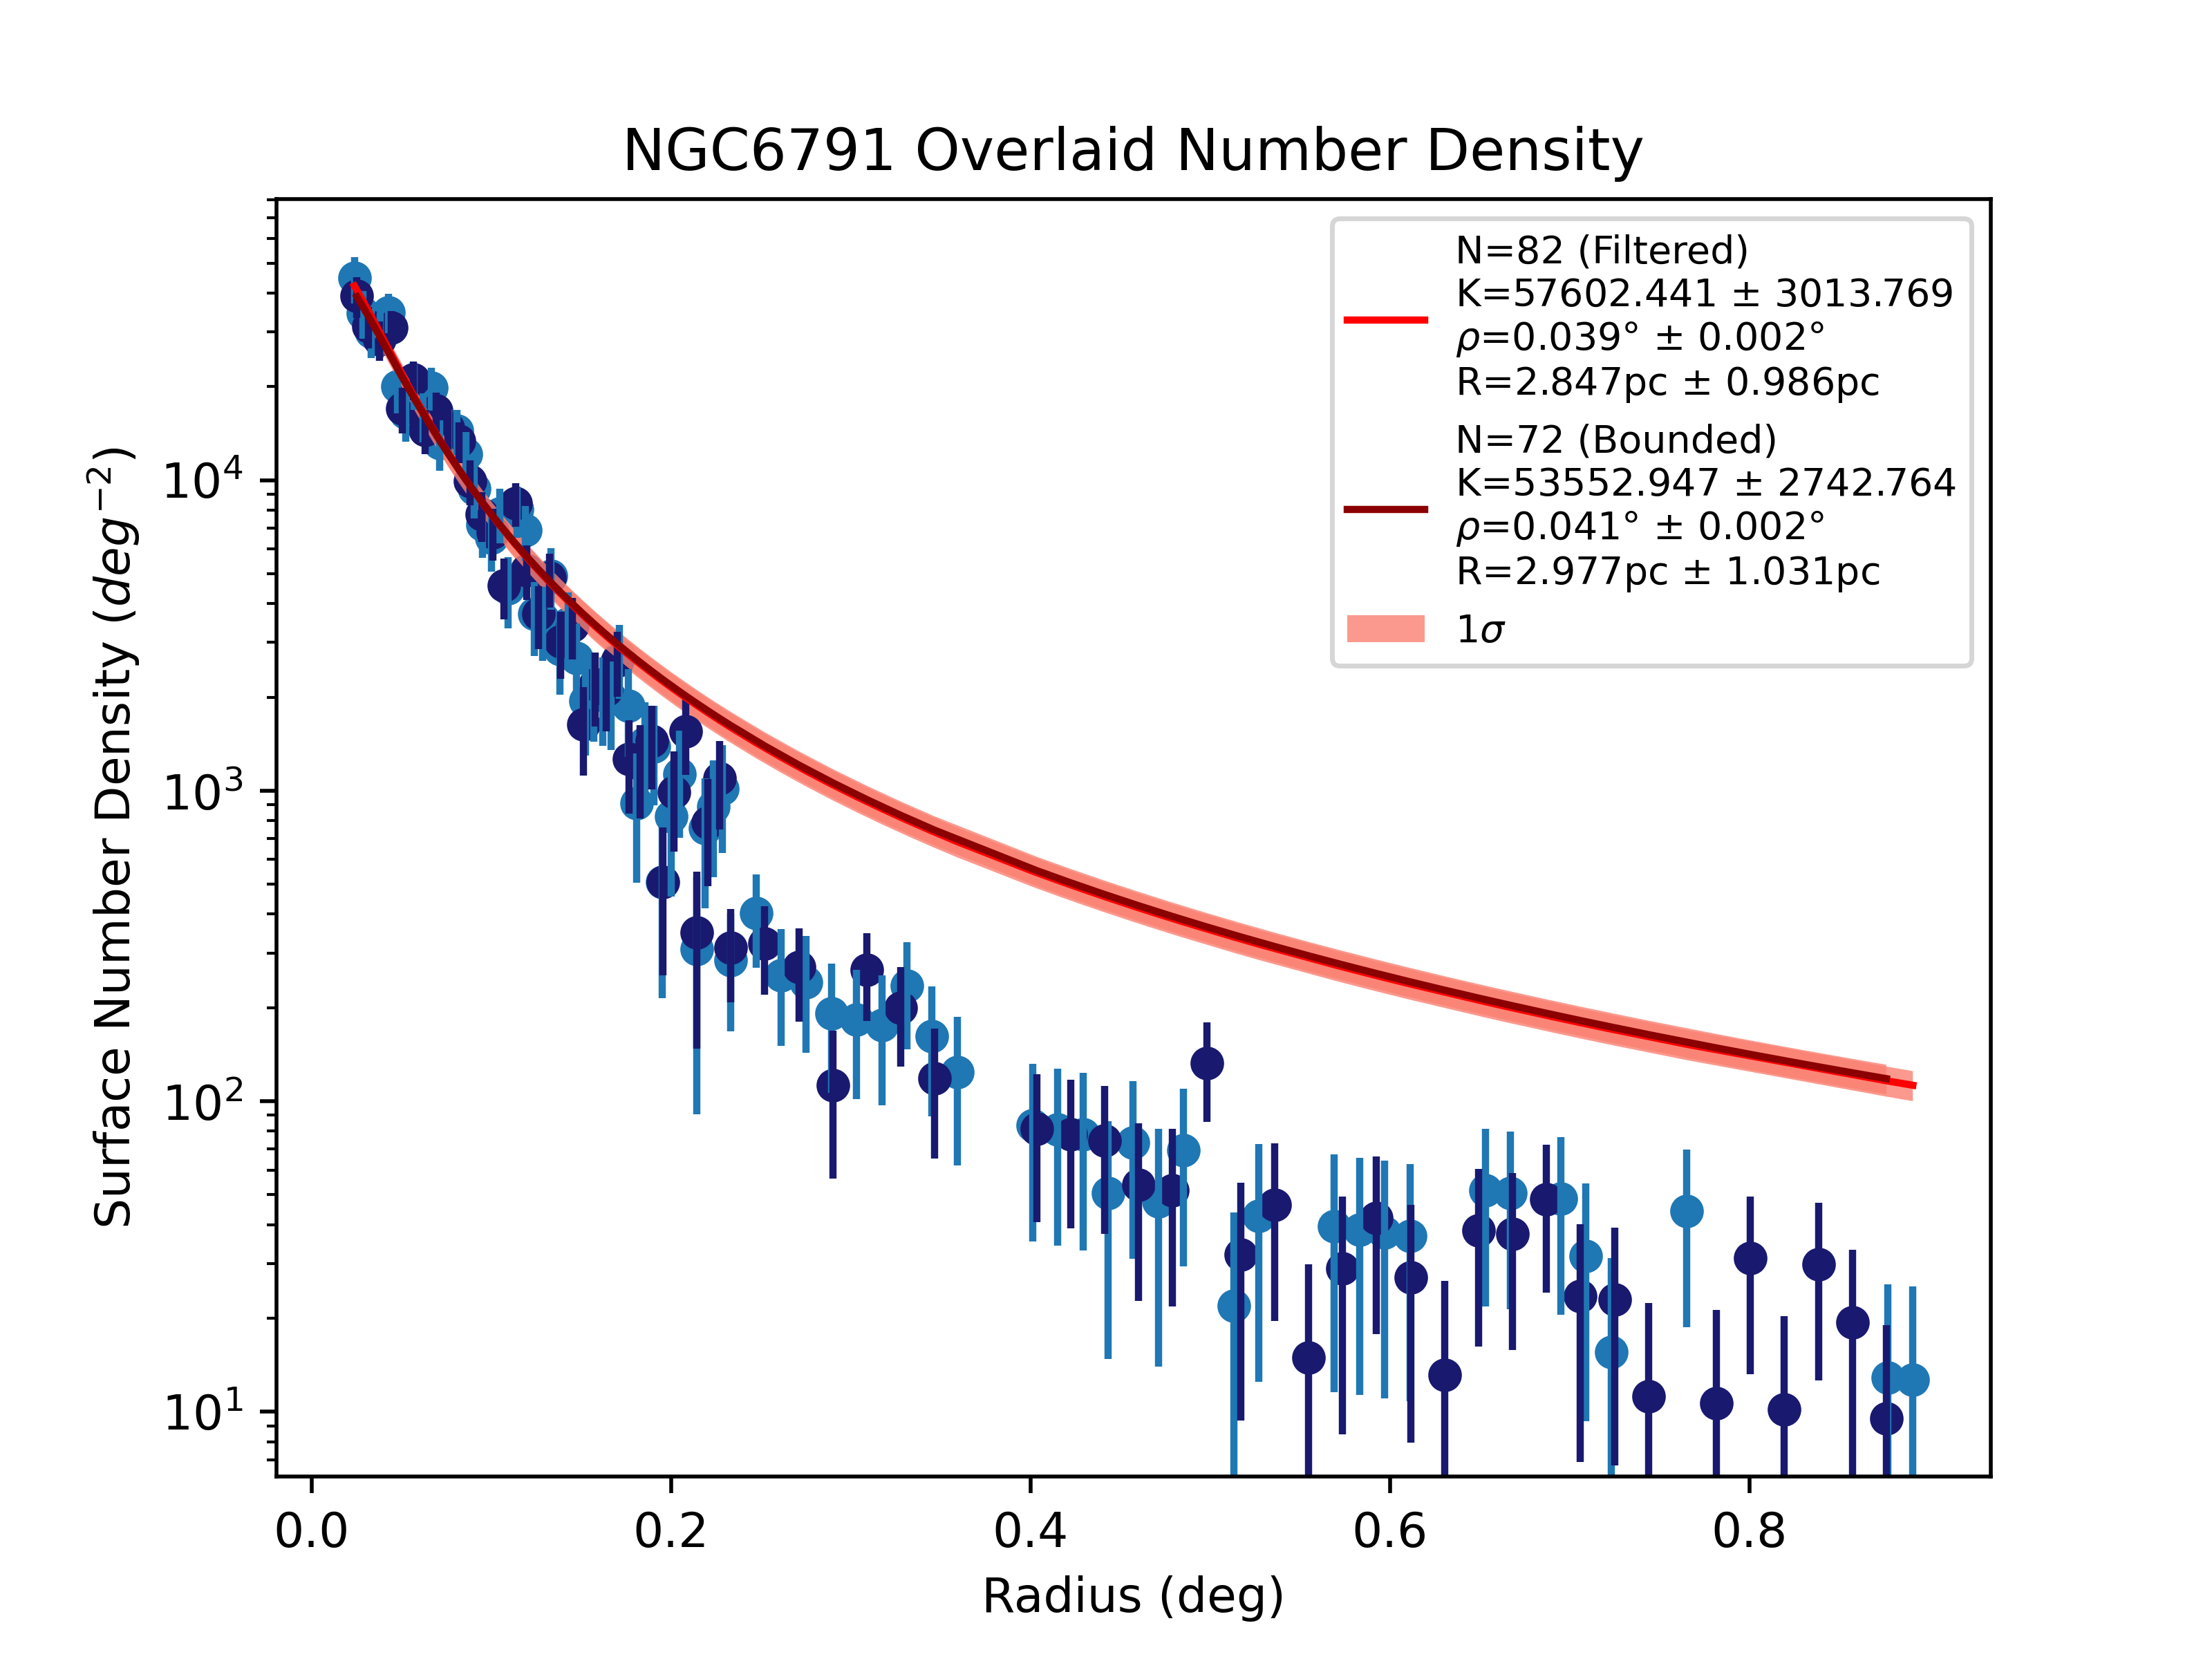 NGC6791 Overlaid Number Density
N=82 (Filtered)
K=57602.441 ± 3013.769
ρ=0.039° ± 0.002°
R=2.847pc ± 0.986pc
N=72 (Bounded)
K=53552.947 ± 2742.764
ρ=0.041° ± 0.002°
R=2.977pc ± 1.031pc
1σ
Surface Number Density (deg⁻²)
10⁴
10³
10²
10¹
0.0 0.2 0.4 0.6 0.8
Radius (deg)